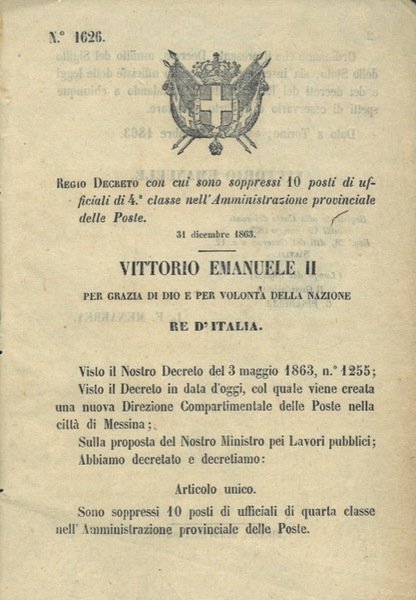 N.° 1626.
REGIO DECRETO con cui sono soppressi 10 posti di uf-
ficiali di 4.ª classe nell'Amministrazione provinciale
delle Poste.
31 dicembre 1863.
VITTORIO EMANUELE II
PER GRAZIA DI DIO E PER VOLONTÀ DELLA NAZIONE
RE D'ITALIA.
Visto il Nostro Decreto del 3 maggio 1863, n.° 1255;
Visto il Decreto in data d'oggi, col quale viene creata
una nuova Direzione Compartimentale delle Poste nella
città di Messina;
Sulla proposta del Nostro Ministro pei Lavori pubblici;
Abbiamo decretato e decretiamo:
Articolo unico.
Sono soppressi 10 posti di ufficiali di quarta classe
nell'Amministrazione provinciale delle Poste.